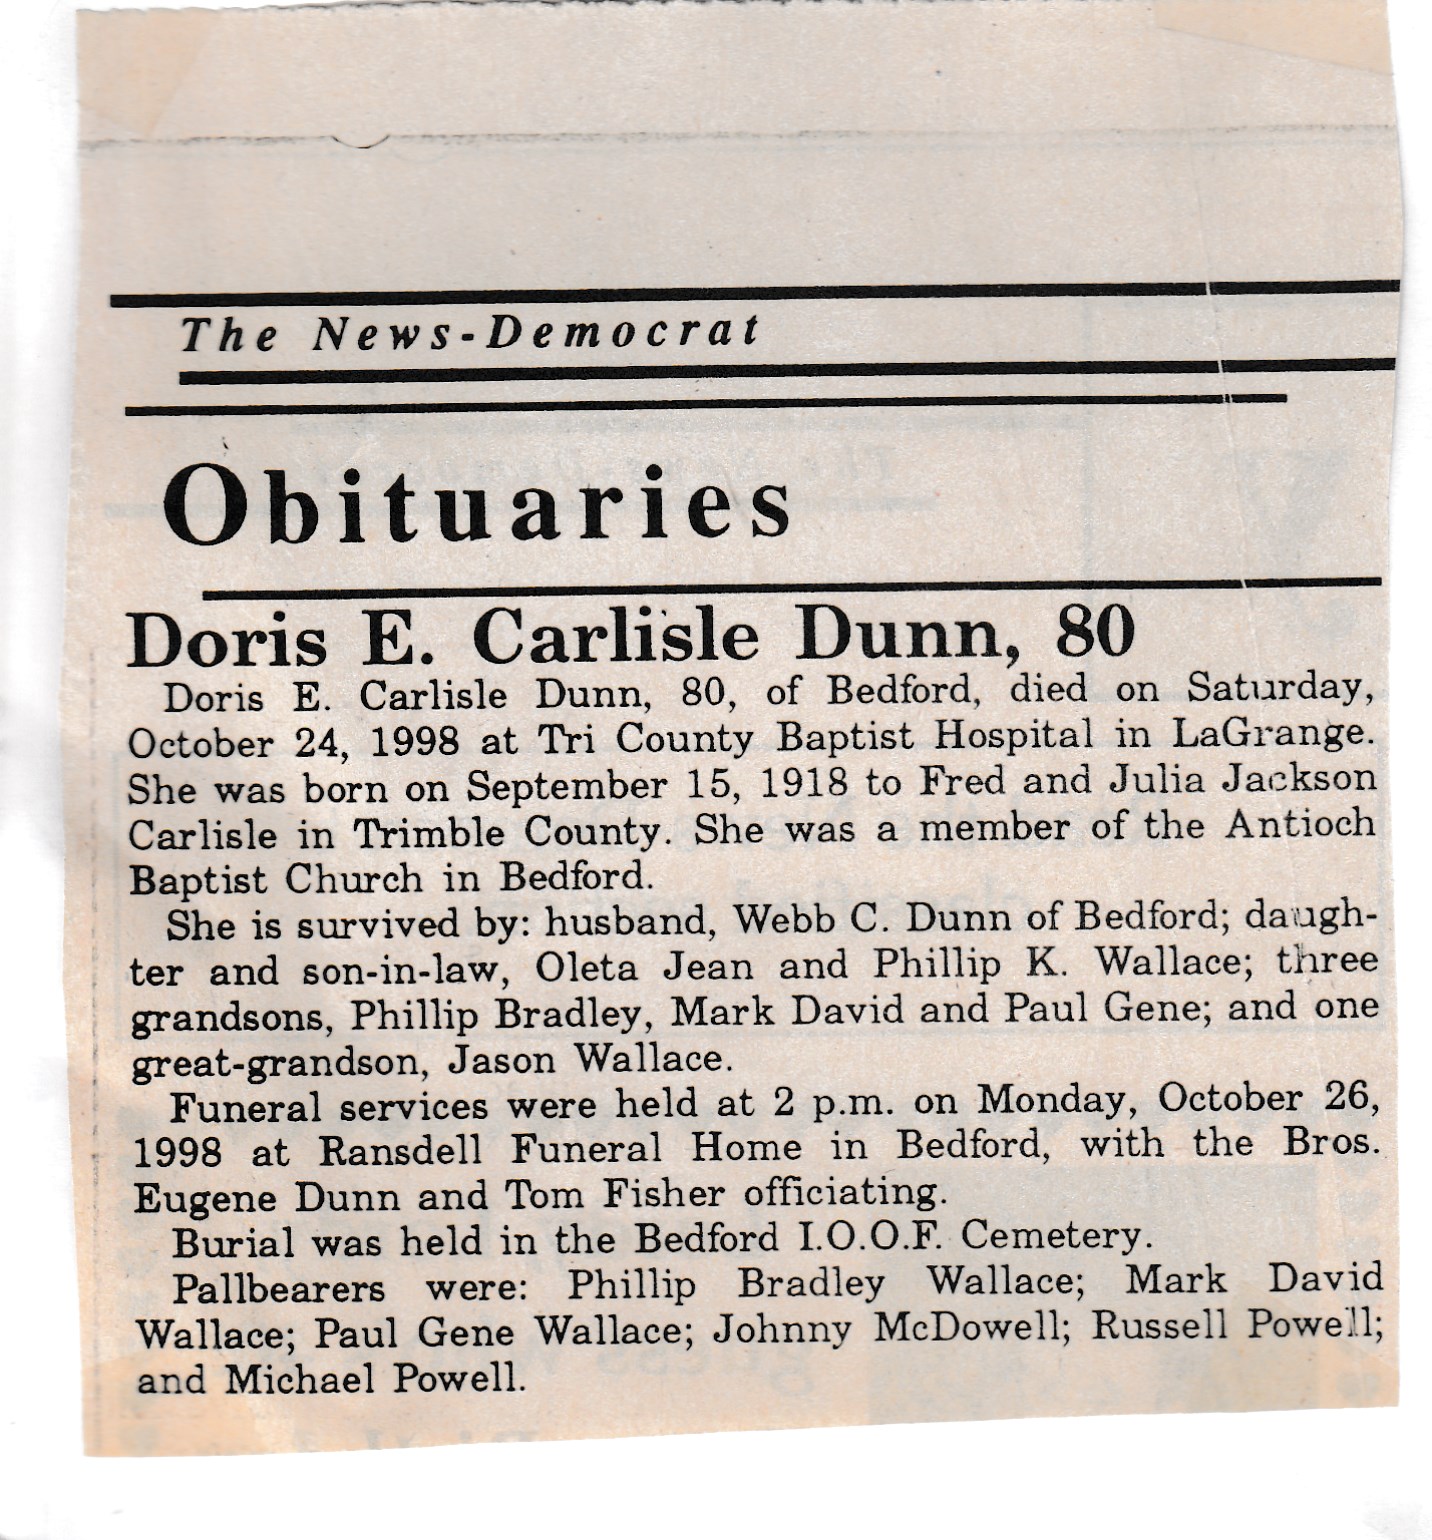 The News-Democrat
Obituaries
Doris E. Carlisle Dunn, 80
Doris E. Carlisle Dunn, 80, of Bedford, died on Saturday,
October 24, 1998 at Tri County Baptist Hospital in LaGrange.
She was born on September 15, 1918 to Fred and Julia Jackson
Carlisle in Trimble County. She was a member of the Antioch
Baptist Church in Bedford.
She is survived by: husband, Webb C. Dunn of Bedford; daugh-
ter and son-in-law, Oleta Jean and Phillip K. Wallace; three
grandsons, Phillip Bradley, Mark David and Paul Gene; and one
great-grandson, Jason Wallace.
Funeral services were held at 2 p.m. on Monday, October 26,
1998 at Ransdell Funeral Home in Bedford, with the Bros.
Eugene Dunn and Tom Fisher officiating.
Burial was held in the Bedford I.O.O.F. Cemetery.
Pallbearers were: Phillip Bradley Wallace; Mark David
Wallace; Paul Gene Wallace; Johnny McDowell; Russell Powell;
and Michael Powell.